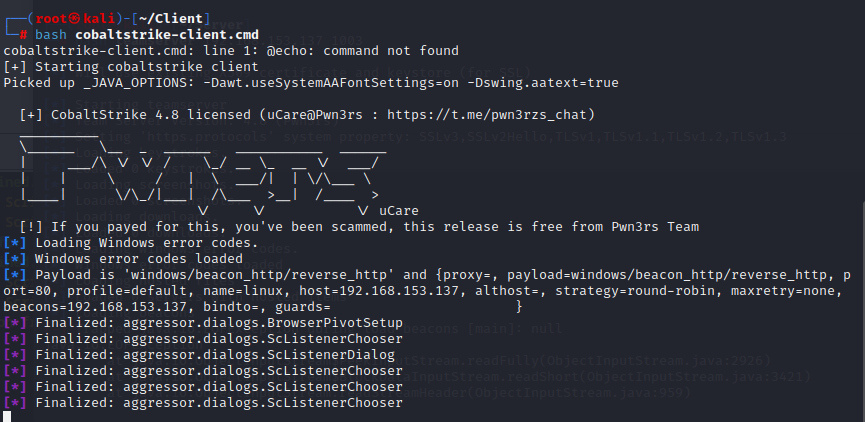 (root㉿kali)-[~/Client]
# bash cobaltstrike-client.cmd
cobaltstrike-client.cmd: line 1: @echo: command not found
[+] Starting cobaltstrike client
Picked up _JAVA_OPTIONS: -Dawt.useSystemAAFontSettings=on -Dswing.aatext=true
[+] CobaltStrike 4.8 licensed (uCare@Pwn3rs : https://t.me/pwn3rzs_chat)
uCare
[!] If you payed for this, you've been scammed, this release is free from Pwn3rs Team
[*] Loading Windows error codes.
[*] Windows error codes loaded
[*] Payload is 'windows/beacon_http/reverse_http' and {proxy=, payload=windows/beacon_http/reverse_http, p
ort=80, profile=default, name=linux, host=192.168.153.137, althost=, strategy=round-robin, maxretry=none,
beacons=192.168.153.137, bindto=, guards= }
[*] Finalized: aggressor.dialogs.BrowserPivotSetup
[*] Finalized: aggressor.dialogs.ScListenerChooser
[*] Finalized: aggressor.dialogs.ScListenerDialog
[*] Finalized: aggressor.dialogs.ScListenerChooser
[*] Finalized: aggressor.dialogs.ScListenerChooser
[*] Finalized: aggressor.dialogs.ScListenerChooser